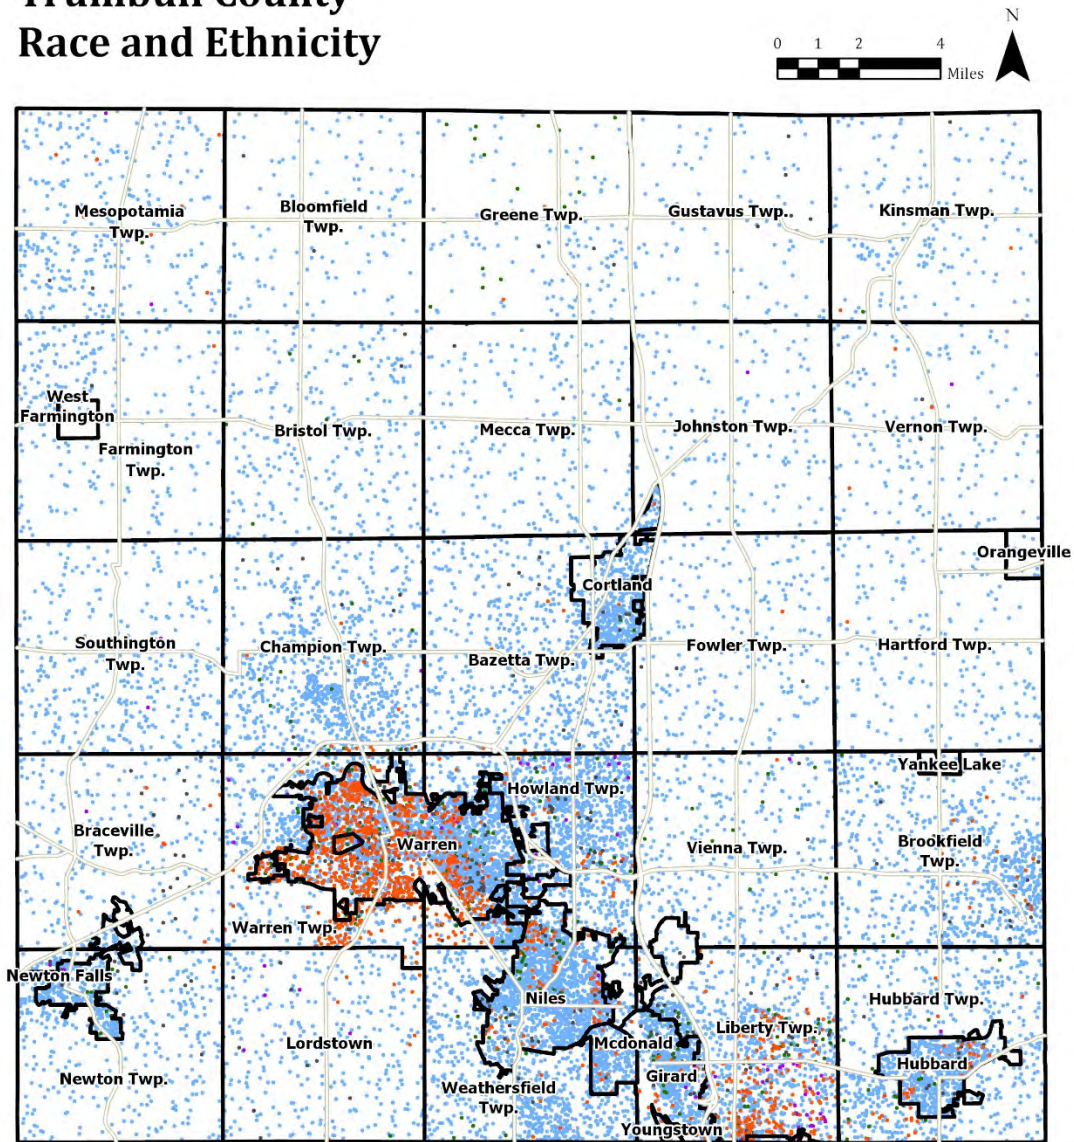 Trumbull County
Race and Ethnicity
N
0 1 2 4
Miles
Mesopotamia
Twp.
Bloomfield
Twp.
Greene Twp.
Gustavus Twp.
Kinsman Twp.
West
Farmington
Farmington
Twp.
Bristol Twp.
Mecca Twp.
Johnston Twp.
Vernon Twp.
Orangeville
Cortland
Southington
Twp.
Champion Twp.
Bazetta Twp.
Fowler Twp.
Hartford Twp.
Yankee Lake
Howland Twp.
Braceville
Twp.
Warren
Vienna Twp.
Brookfield
Twp.
Warren Twp.
Newton Falls
Niles
Hubbard Twp.
Lordstown
Mcdonald
Liberty Twp.
Hubbard
Newton Twp.
Weathersfield
Twp.
Girard
Youngstown